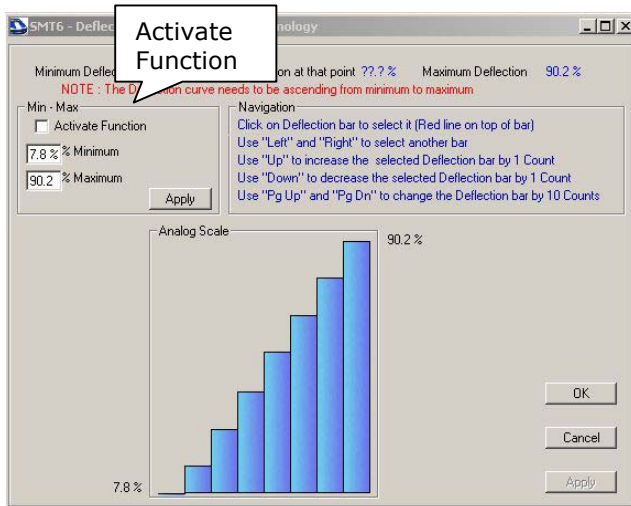 SMT6 - Deflec
nology
Activate
Function
Minimum Deflec
on at that point ??.? %
Maximum Deflection
90.2 %
NOTE : The D
on curve needs to be ascending from minimum to maximum
Min - Max
Activate Function
7.8 % % Minimum
90.2 % Maximum
Apply
Navigation
Click on Deflection bar to select it (Red line on top of bar)
Use "Left" and "Right" to select another bar
Use "Up" to increase the selected Deflection bar by 1 Count
Use "Down" to decrease the selected Deflection bar by 1 Count
Use "Pg Up" and "Pg Dn" to change the Deflection bar by 10 Counts
Analog Scale
90.2 %
7.8 %
OK
Cancel
Apply